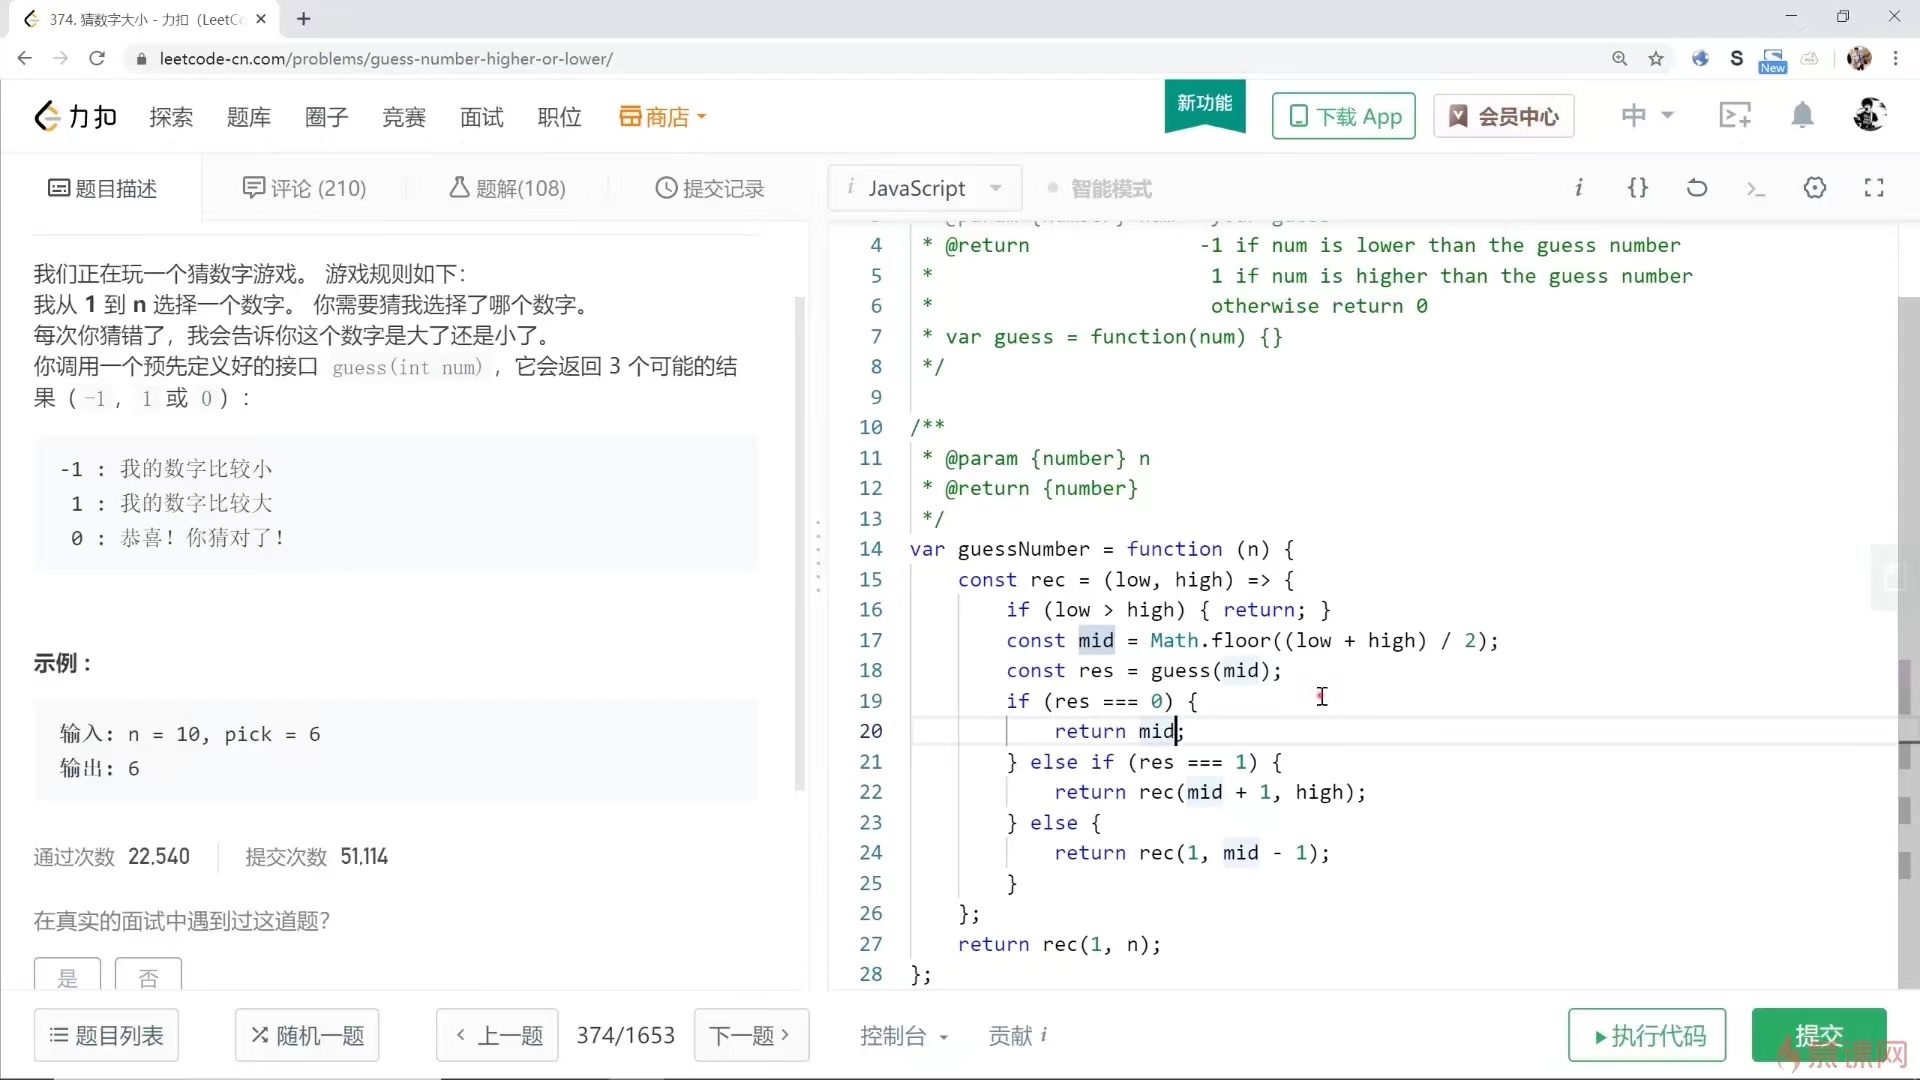 374. 猜数字大小 - 力扣 (LeetCo
leetcode-cn.com/problems/guess-number-higher-or-lower/
New
力扣
探索
题库
圈子
竞赛
面试
职位
商店
新功能
下载 App
会员中心
中
题目描述
评论 (210)
题解(108)
提交记录
JavaScript
智能模式
我们正在玩一个猜数字游戏。 游戏规则如下：
我从 1 到 n 选择一个数字。 你需要猜我选择了哪个数字。
每次你猜错了，我会告诉你这个数字是大了还是小了。
你调用一个预先定义好的接口 guess(int num)，它会返回 3 个可能的结
果（-1，1 或 0）：
-1 : 我的数字比较小
1 : 我的数字比较大
0 : 恭喜！你猜对了！
示例：
输入: n = 10, pick = 6
输出: 6
通过次数 22,540
提交次数 51,114
在真实的面试中遇到过这道题？
是
否
4 * @return -1 if num is lower than the guess number
5 * 1 if num is higher than the guess number
6 * otherwise return 0
7 * var guess = function(num) {}
8 */
9
10 /**
11 * @param {number} n
12 * @return {number}
13 */
14 var guessNumber = function (n) {
15 const rec = (low, high) => {
16 if (low > high) { return; }
17 const mid = Math.floor((low + high) / 2);
18 const res = guess(mid);
19 if (res === 0) {
20 return mid;
21 } else if (res === 1) {
22 return rec(mid + 1, high);
23 } else {
24 return rec(1, mid - 1);
25 }
26 };
27 return rec(1, n);
28 };
题目列表
随机一题
上一题
374/1653
下一题
控制台
贡献 i
执行代码
提交
慕课网